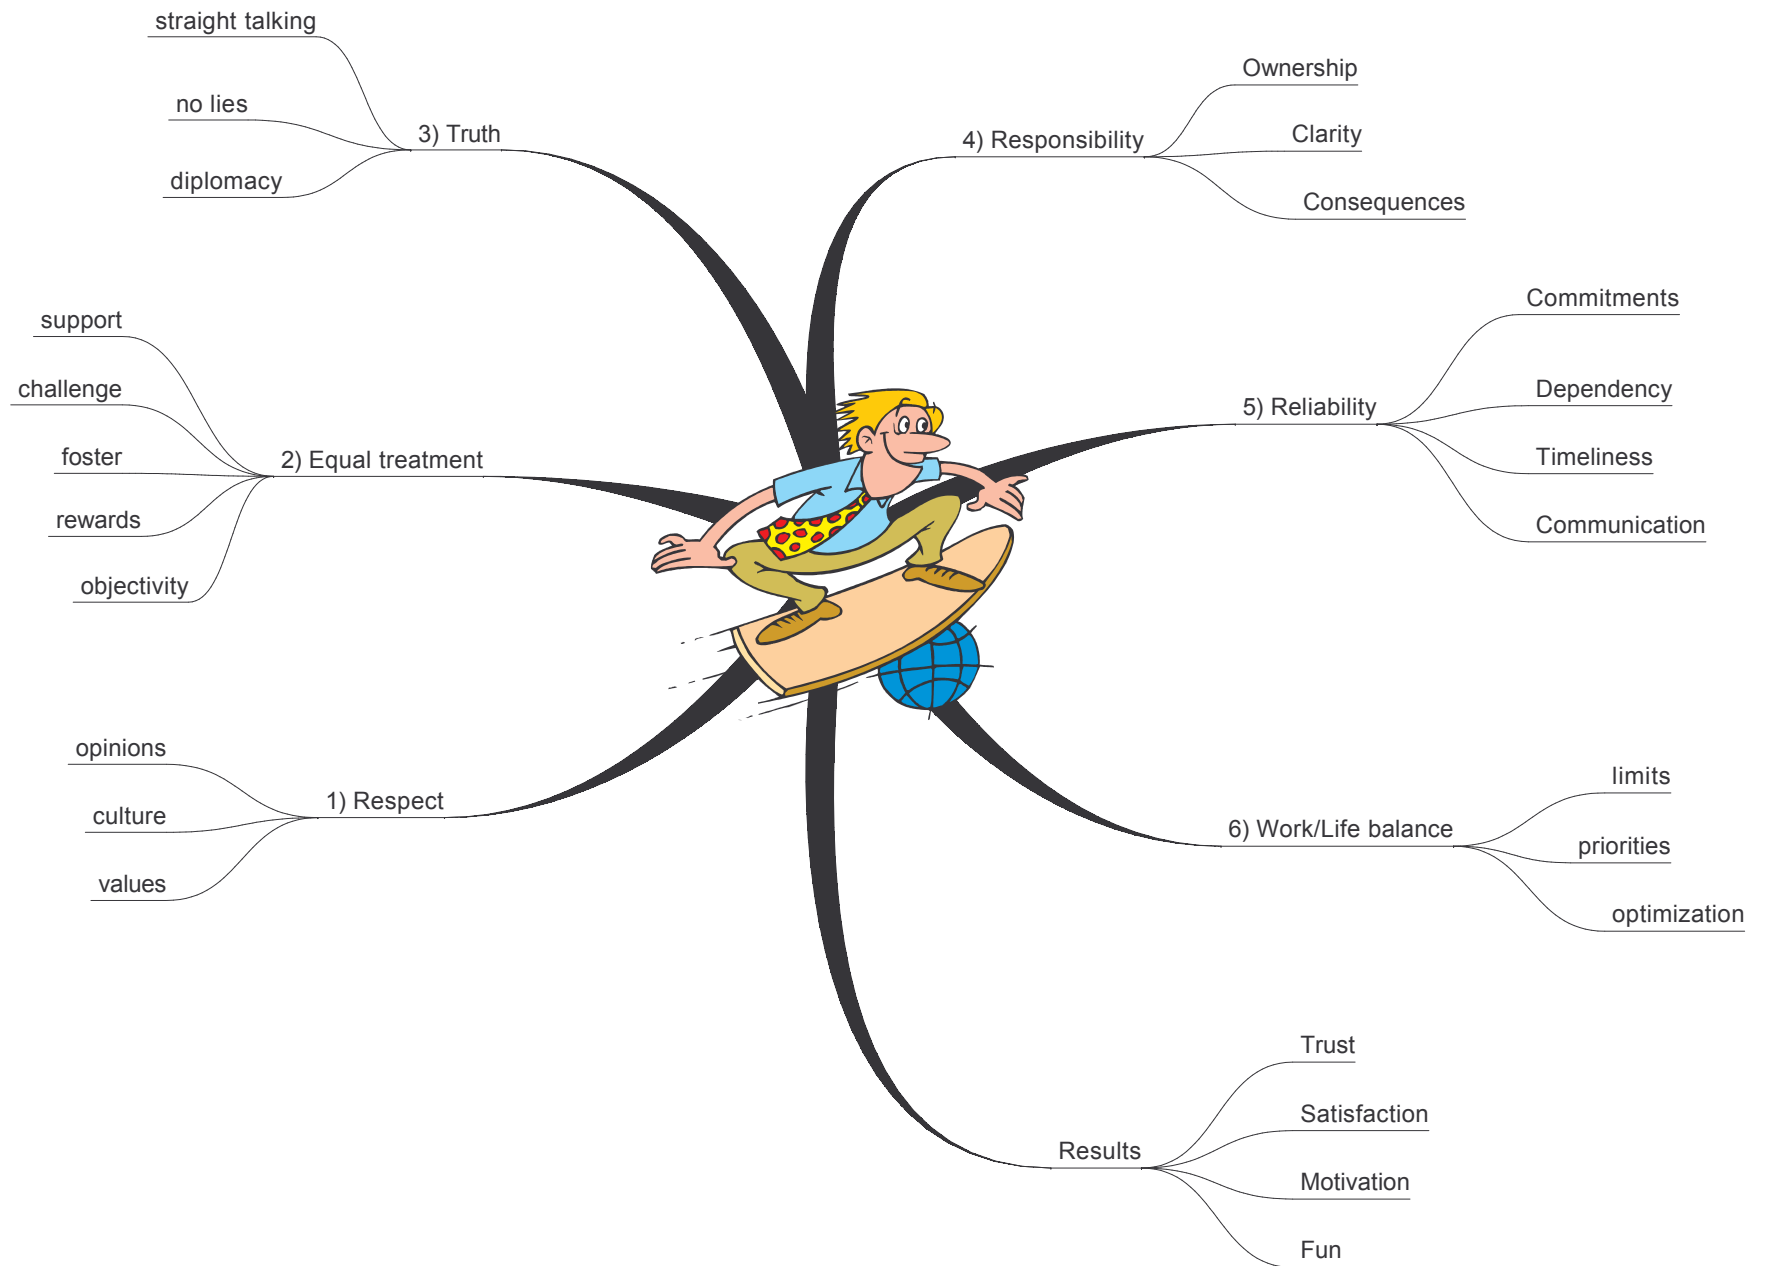 straight talking
no lies
diplomacy
3) Truth
support
challenge
foster
rewards
objectivity
2) Equal treatment
opinions
culture
values
1) Respect
4) Responsibility
Ownership
Clarity
Consequences
5) Reliability
Commitments
Dependency
Timeliness
Communication
6) Work/Life balance
limits
priorities
optimization
Results
Trust
Satisfaction
Motivation
Fun